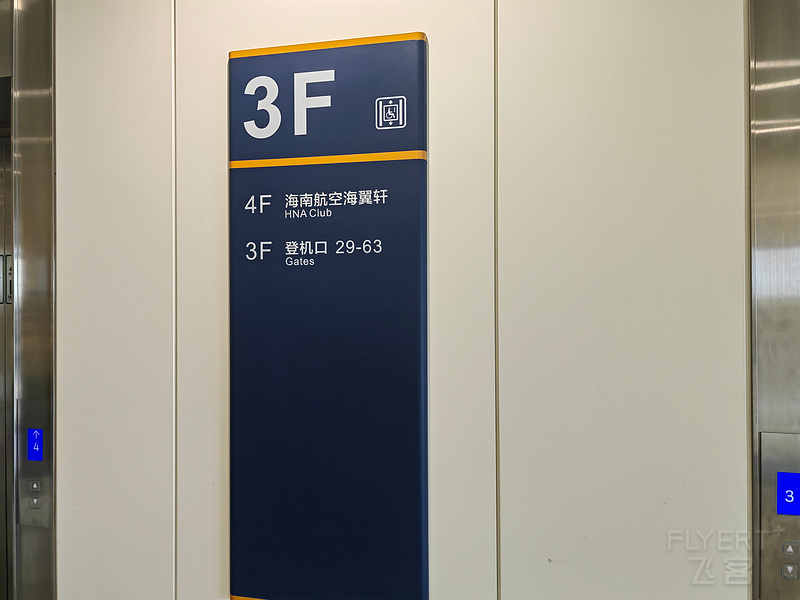 3F
4F 海南航空海翼轩
HNA Club
3F 登机口 29-63
Gates
↑
4
3
FLYERT
飞客